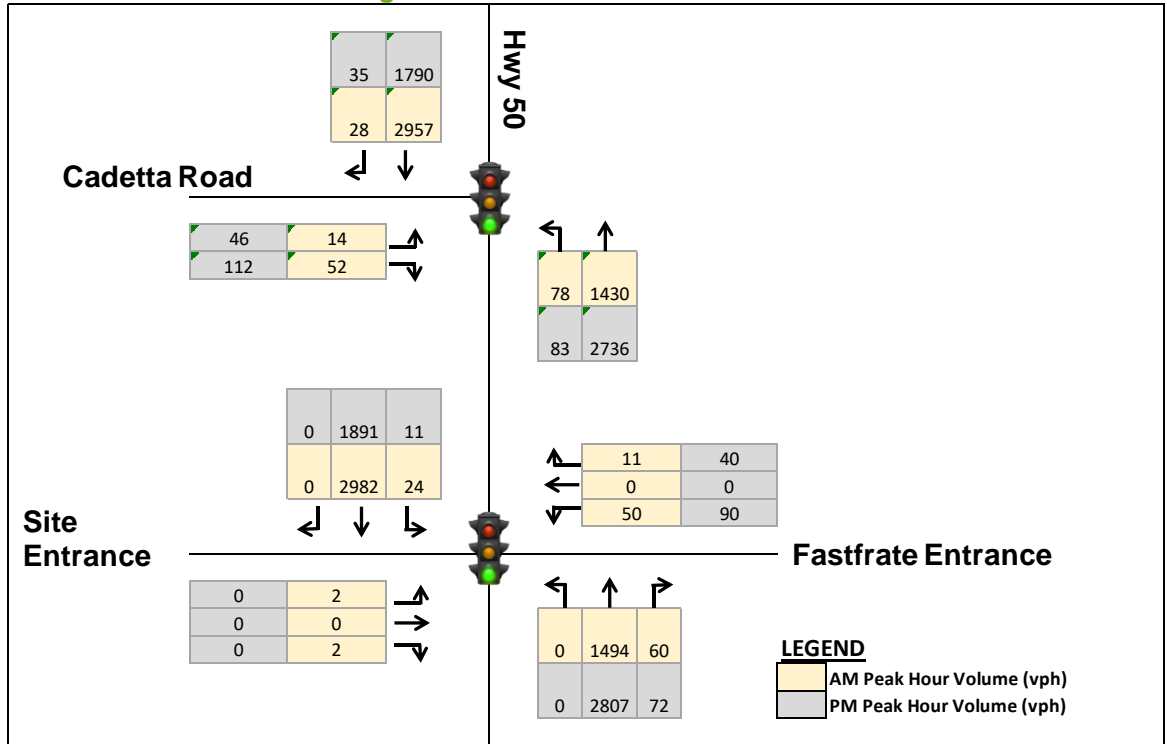 Hwy 50
35 1790
28 2957
Cadetta Road
46 14
112 52
78 1430
83 2736
0 1891 11
0 2982 24
11 40
0 0
50 90
Site
Entrance
Fastfrate Entrance
0 2
0 0
0 2
0 1494 60
0 2807 72
LEGEND
AM Peak Hour Volume (vph)
PM Peak Hour Volume (vph)